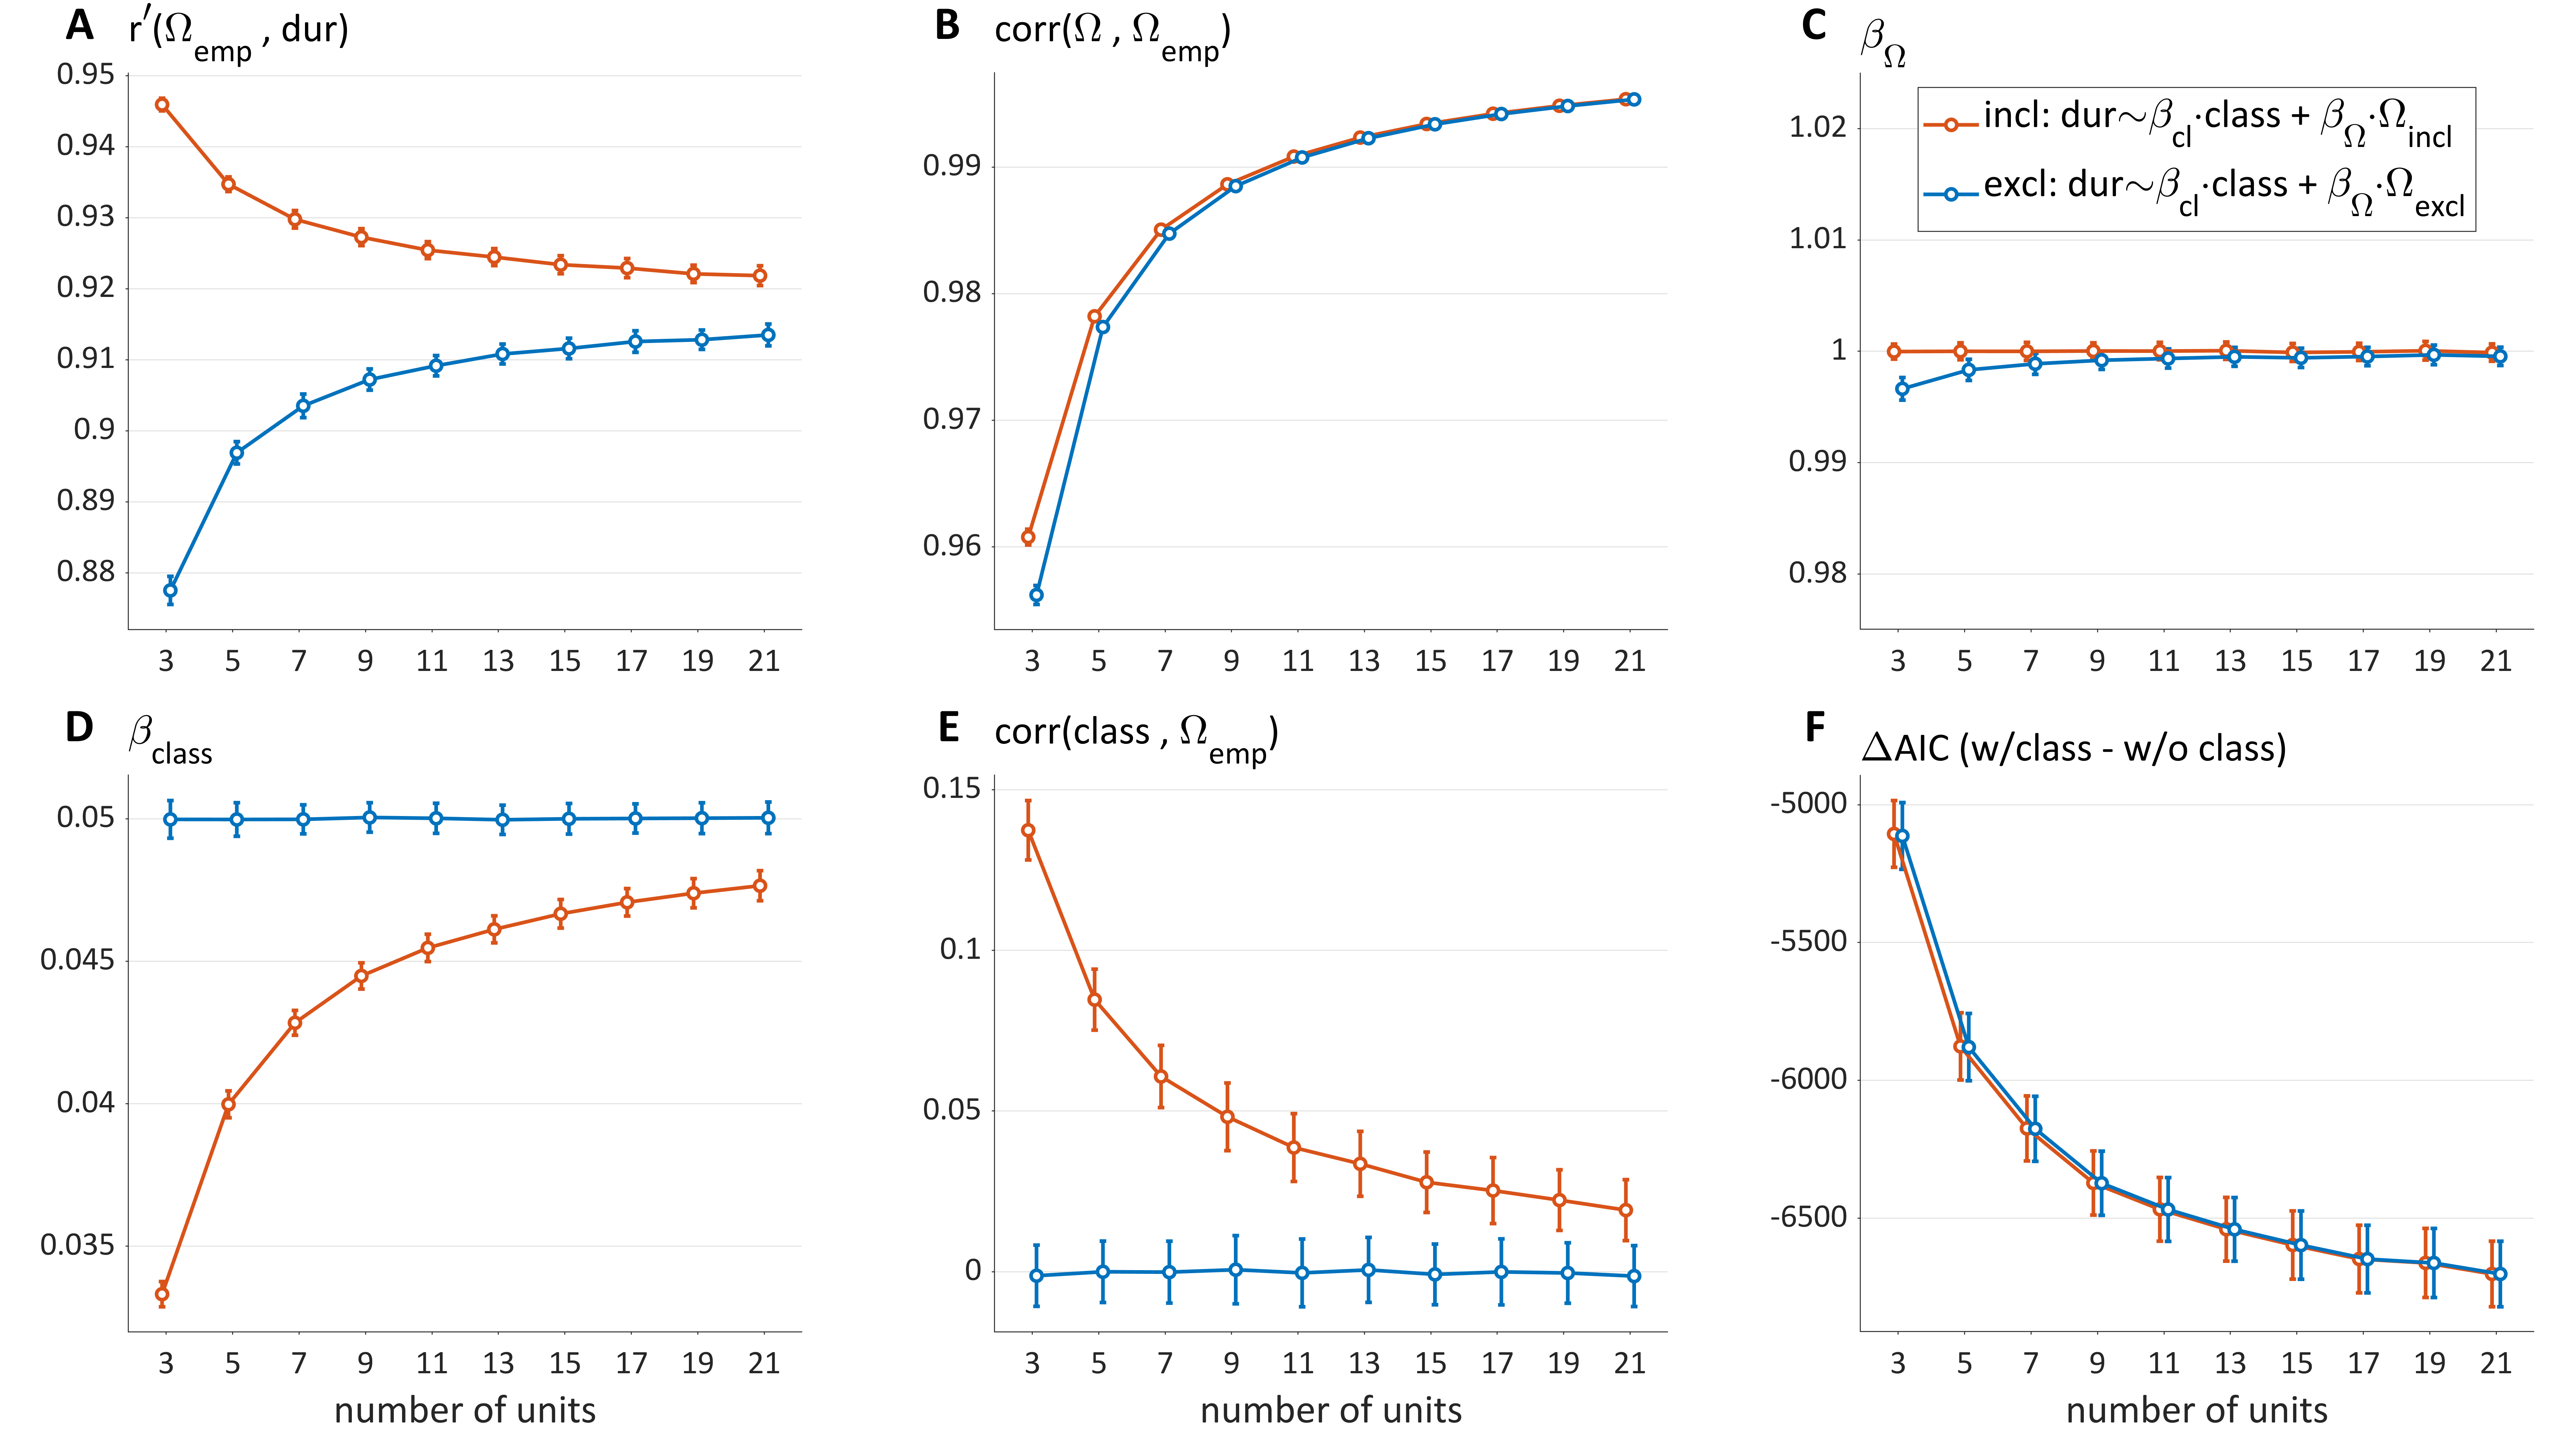 A r′(Ω_emp , dur)
0.95
0.94
0.93
0.92
0.91
0.9
0.89
0.88
3 5 7 9 11 13 15 17 19 21
B corr(Ω , Ω_emp)
0.99
0.98
0.97
0.96
3 5 7 9 11 13 15 17 19 21
C β_Ω
incl: dur~β_cl·class + β_Ω·Ω_incl
excl: dur~β_cl·class + β_Ω·Ω_excl
1.02
1.01
1
0.99
0.98
3 5 7 9 11 13 15 17 19 21
D β_class
0.05
0.045
0.04
0.035
3 5 7 9 11 13 15 17 19 21
number of units
E corr(class , Ω_emp)
0.15
0.1
0.05
0
3 5 7 9 11 13 15 17 19 21
number of units
F ΔAIC (w/class - w/o class)
-5000
-5500
-6000
-6500
3 5 7 9 11 13 15 17 19 21
number of units